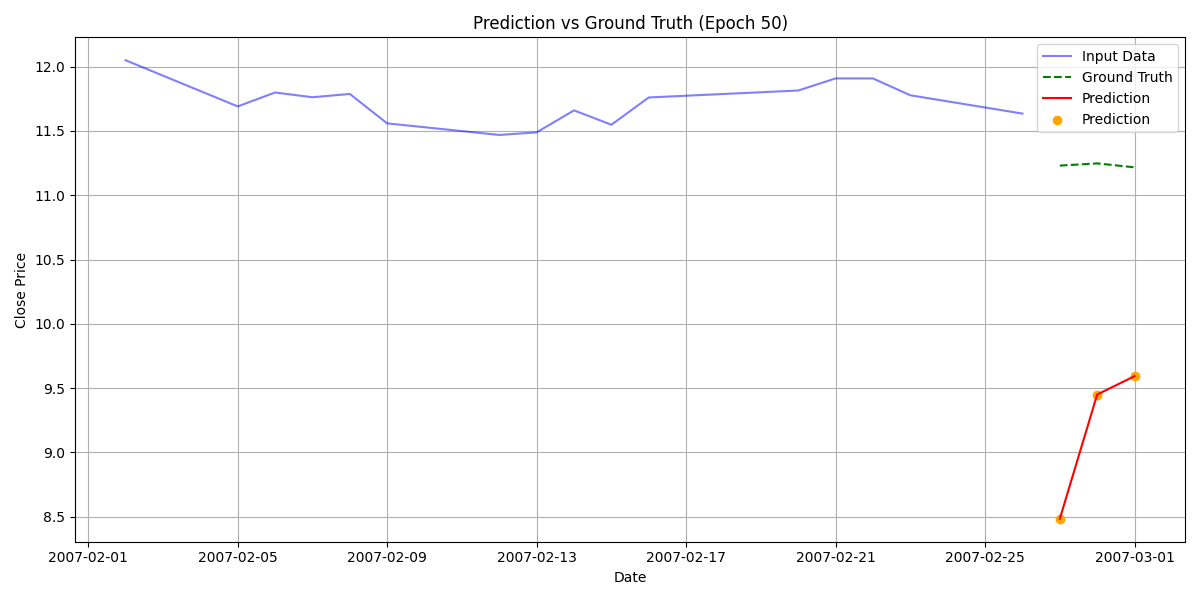 Prediction vs Ground Truth (Epoch 50)
Input Data
Ground Truth
Prediction
Prediction
12.0
11.5
11.0
10.5
10.0
9.5
9.0
8.5
Close Price
2007-02-01 2007-02-05 2007-02-09 2007-02-13 2007-02-17 2007-02-21 2007-02-25 2007-03-01
Date